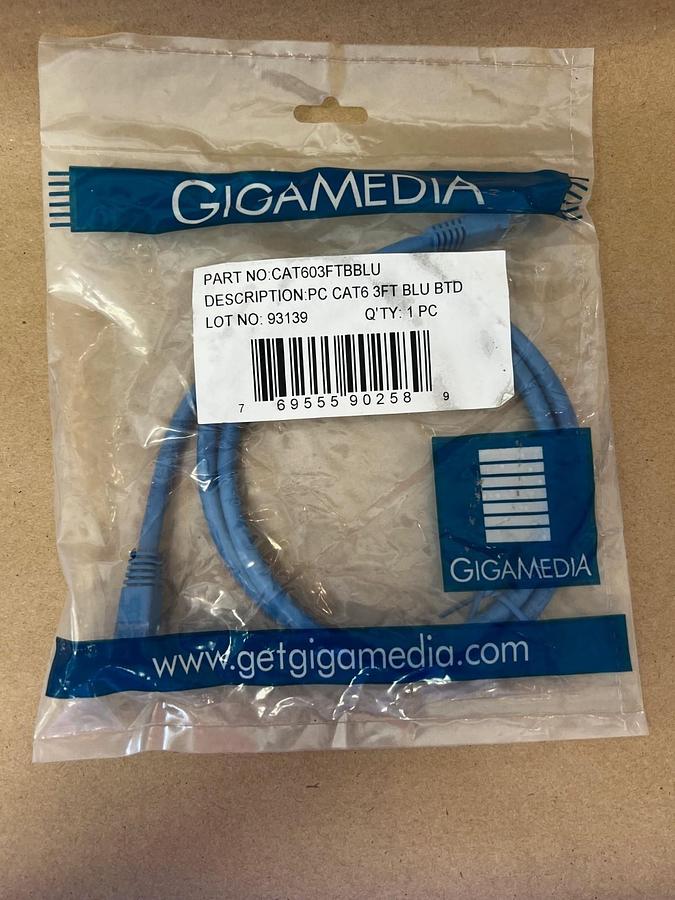 GIGAMEDIA
PART NO:CAT603FTBBLU
DESCRIPTION:PC CAT6 3FT BLU BTD
LOT NO: 93139 Q'TY: 1 PC
7 69555 90258 9
GIGAMEDIA
www.getgigamedia.com